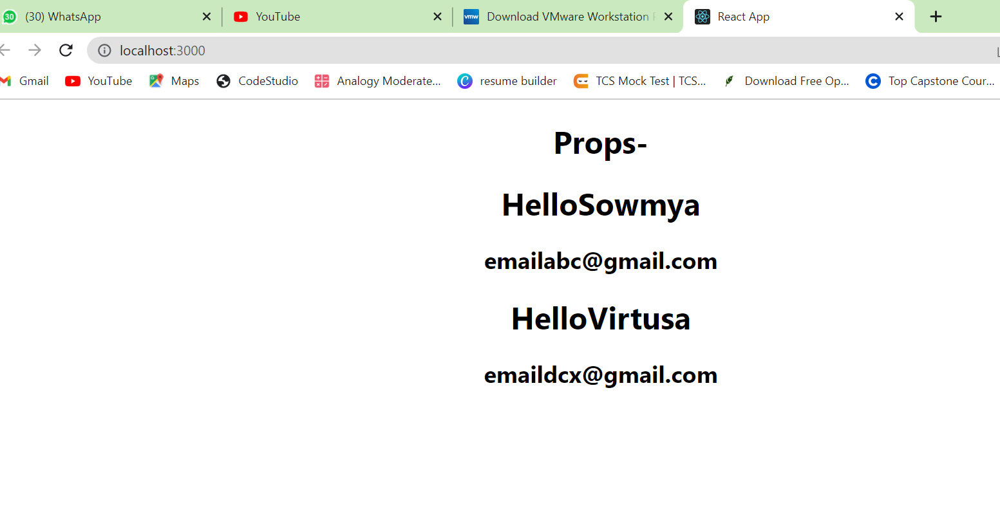 30 (30) WhatsApp YouTube vmw Download VMware Workstation React App
localhost:3000
Gmail YouTube Maps CodeStudio Analogy Moderate... resume builder TCS Mock Test | TCS... Download Free Op... Top Capstone Cour...
Props-
HelloSowmya
emailabc@gmail.com
HelloVirtusa
emaildcx@gmail.com